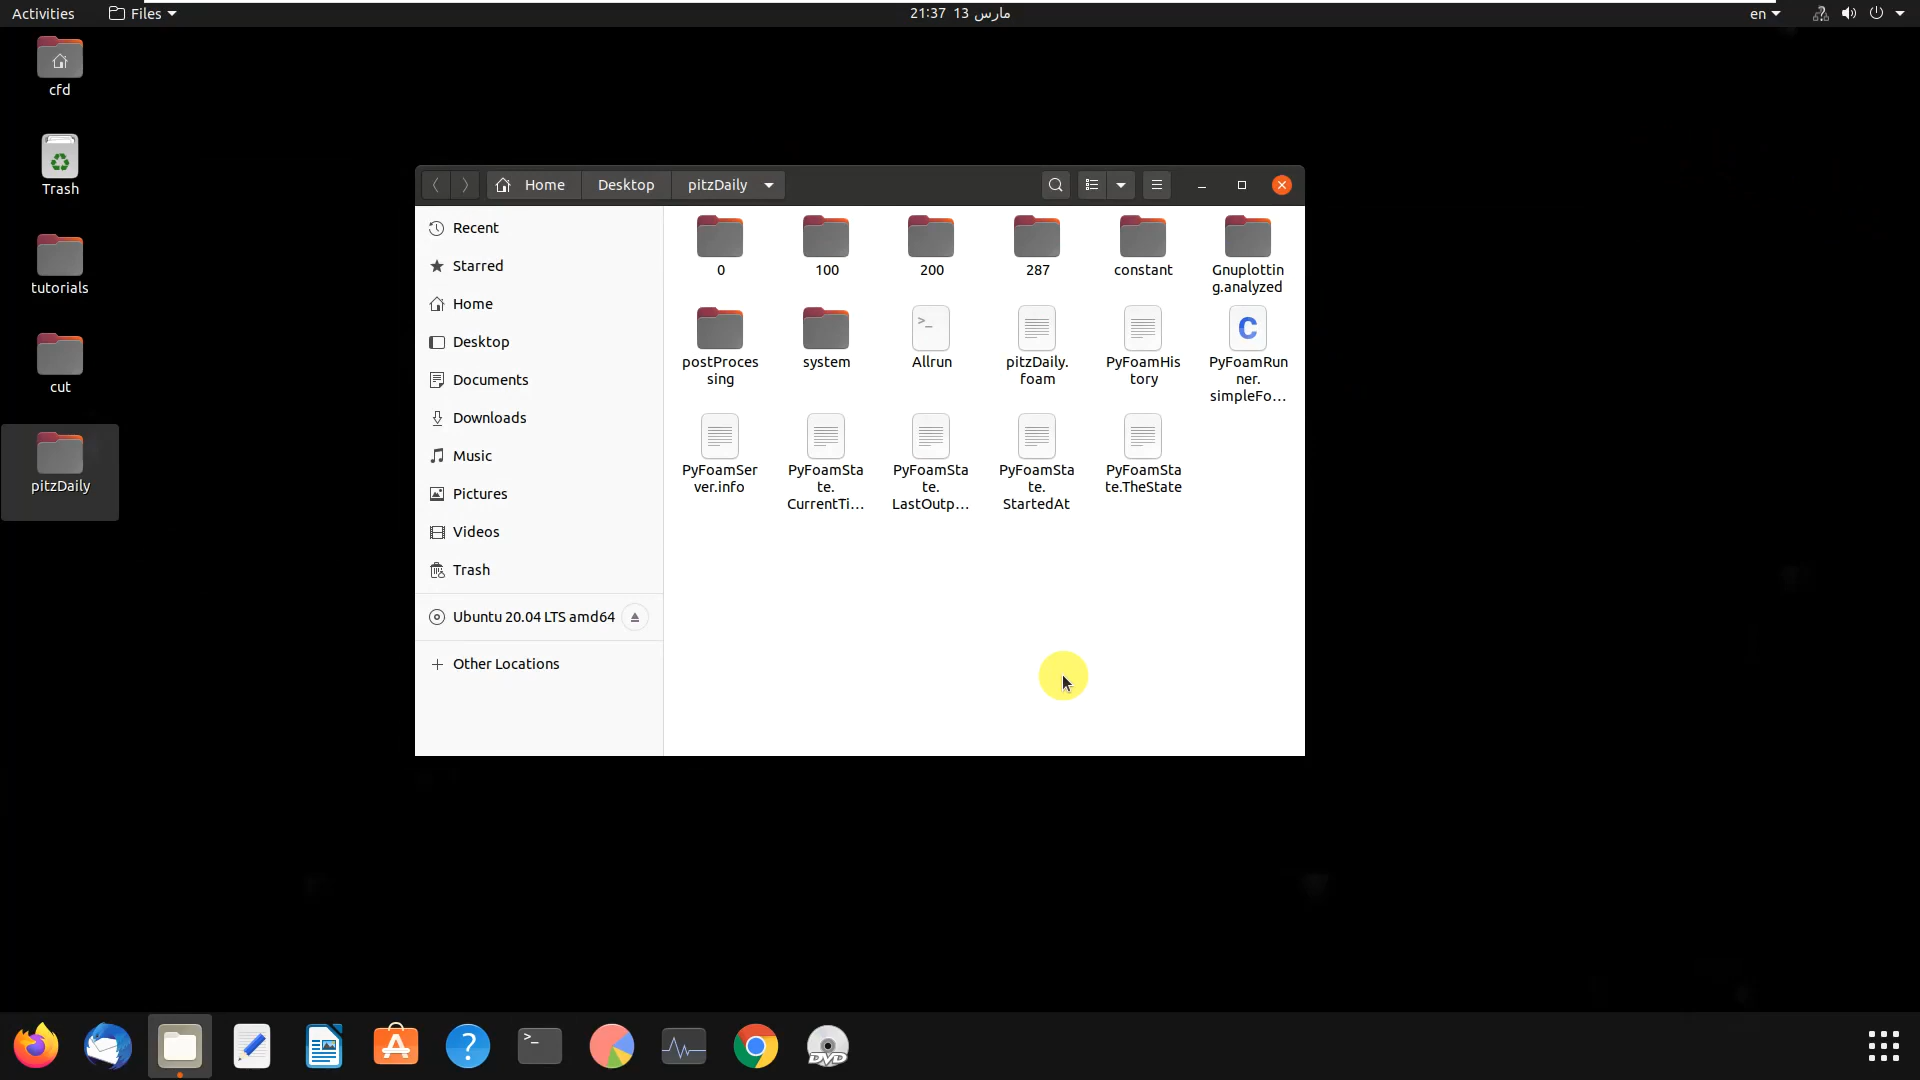 Activities
Files
21:37 13 مارس
en
cfd
Trash
tutorials
cut
pitzDaily
Home
Desktop
pitzDaily
Recent
Starred
Home
Desktop
Documents
Downloads
Music
Pictures
Videos
Trash
Ubuntu 20.04 LTS amd64
Other Locations
0
100
200
287
constant
Gnuplottin
g.analyzed
postProces
sing
system
>_
Allrun
pitzDaily.
foam
PyFoamHis
tory
C
PyFoamRun
ner.
simpleFo...
PyFoamSer
ver.info
PyFoamSta
te.
CurrentTi...
PyFoamSta
te.
LastOutp...
PyFoamSta
te.
StartedAt
PyFoamSta
te.TheState
A
?
>_
DVD